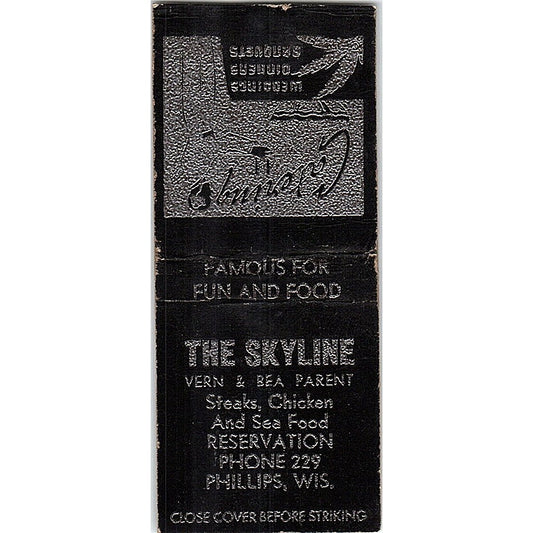 Catering to
WEDDINGS
DINNERS
BANQUETS
FAMOUS FOR
FUN AND FOOD
THE SKYLINE
VERN & BEA PARENT
Steaks, Chicken
And Sea Food
RESERVATION
PHONE 229
PHILLIPS, WIS.
CLOSE COVER BEFORE STRIKING